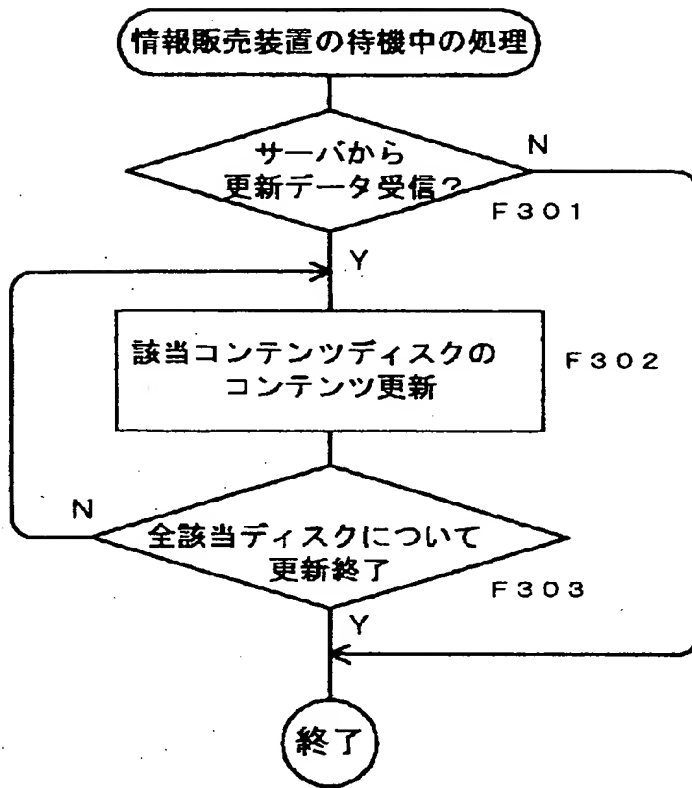 情報販売装置の待機中の処理
サーバから
更新データ受信?
N
F301
Y
該当コンテンツディスクの
コンテンツ更新
F302
N
全該当ディスクについて
更新終了
F303
Y
終了